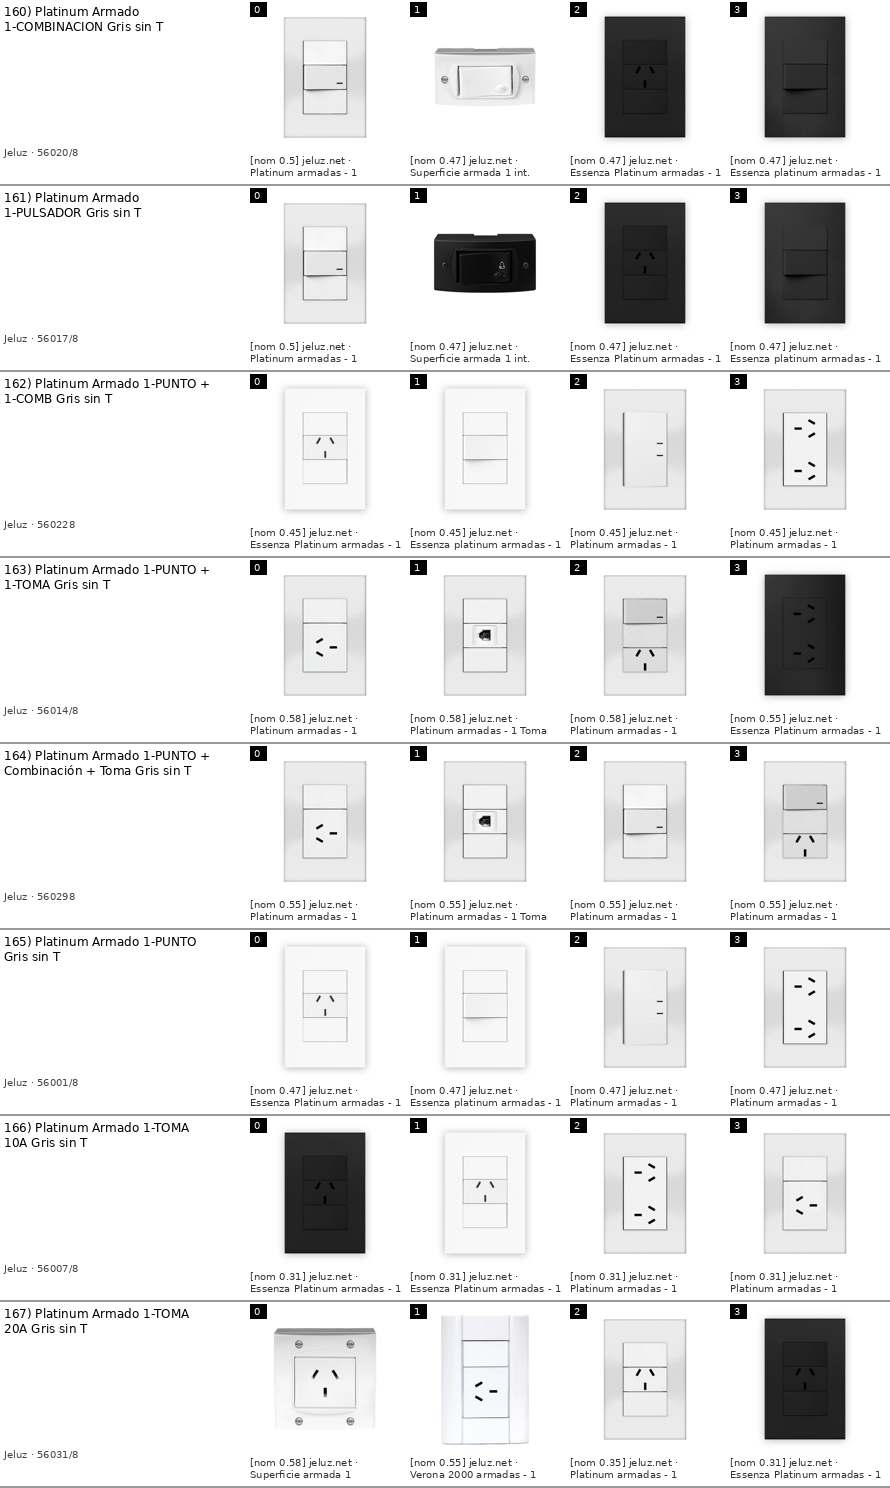 160) Platinum Armado
1-COMBINACION Gris sin T
Jeluz · 56020/8
0
[nom 0.5] jeluz.net ·
Platinum armadas - 1
1
[nom 0.47] jeluz.net ·
Superficie armada 1 int.
2
[nom 0.47] jeluz.net ·
Essenza Platinum armadas - 1
3
[nom 0.47] jeluz.net ·
Essenza platinum armadas - 1
161) Platinum Armado
1-PULSADOR Gris sin T
Jeluz · 56017/8
0
[nom 0.5] jeluz.net ·
Platinum armadas - 1
1
[nom 0.47] jeluz.net ·
Superficie armada 1 int.
2
[nom 0.47] jeluz.net ·
Essenza Platinum armadas - 1
3
[nom 0.47] jeluz.net ·
Essenza platinum armadas - 1
162) Platinum Armado 1-PUNTO +
1-COMB Gris sin T
Jeluz · 560228
0
[nom 0.45] jeluz.net ·
Essenza Platinum armadas - 1
1
[nom 0.45] jeluz.net ·
Essenza platinum armadas - 1
2
[nom 0.45] jeluz.net ·
Platinum armadas - 1
3
[nom 0.45] jeluz.net ·
Platinum armadas - 1
163) Platinum Armado 1-PUNTO +
1-TOMA Gris sin T
Jeluz · 56014/8
0
[nom 0.58] jeluz.net ·
Platinum armadas - 1
1
[nom 0.58] jeluz.net ·
Platinum armadas - 1 Toma
2
[nom 0.58] jeluz.net ·
Platinum armadas - 1
3
[nom 0.55] jeluz.net ·
Essenza Platinum armadas - 1
164) Platinum Armado 1-PUNTO +
Combinación + Toma Gris sin T
Jeluz · 560298
0
[nom 0.55] jeluz.net ·
Platinum armadas - 1
1
[nom 0.55] jeluz.net ·
Platinum armadas - 1 Toma
2
[nom 0.55] jeluz.net ·
Platinum armadas - 1
3
[nom 0.55] jeluz.net ·
Platinum armadas - 1
165) Platinum Armado 1-PUNTO
Gris sin T
Jeluz · 56001/8
0
[nom 0.47] jeluz.net ·
Essenza Platinum armadas - 1
1
[nom 0.47] jeluz.net ·
Essenza platinum armadas - 1
2
[nom 0.47] jeluz.net ·
Platinum armadas - 1
3
[nom 0.47] jeluz.net ·
Platinum armadas - 1
166) Platinum Armado 1-TOMA
10A Gris sin T
Jeluz · 56007/8
0
[nom 0.31] jeluz.net ·
Essenza Platinum armadas - 1
1
[nom 0.31] jeluz.net ·
Essenza Platinum armadas - 1
2
[nom 0.31] jeluz.net ·
Platinum armadas - 1
3
[nom 0.31] jeluz.net ·
Platinum armadas - 1
167) Platinum Armado 1-TOMA
20A Gris sin T
Jeluz · 56031/8
0
[nom 0.58] jeluz.net ·
Superficie armada 1
1
[nom 0.55] jeluz.net ·
Verona 2000 armadas - 1
2
[nom 0.35] jeluz.net ·
Platinum armadas - 1
3
[nom 0.31] jeluz.net ·
Essenza Platinum armadas - 1